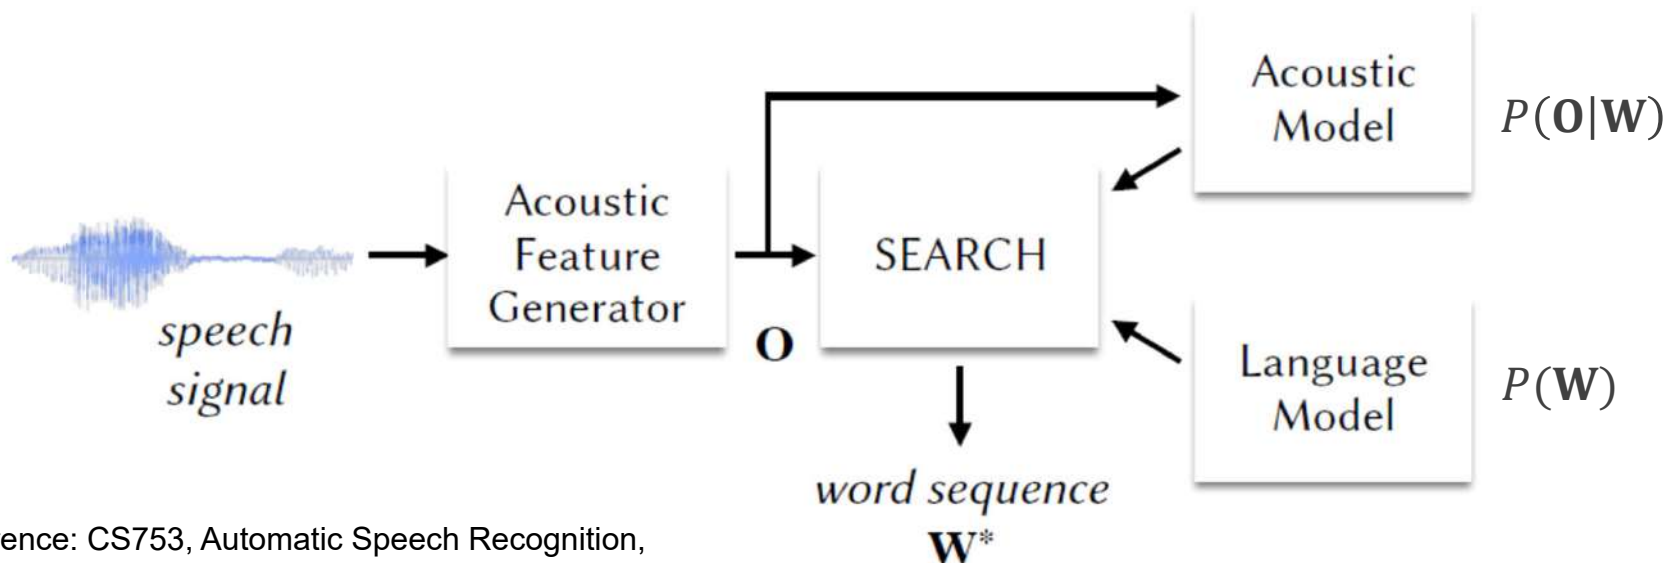 speech
signal
Acoustic
Feature
Generator
O
SEARCH
word sequence
W*
Acoustic
Model
P(O|W)
Language
Model
P(W)
ence: CS753, Automatic Speech Recognition,